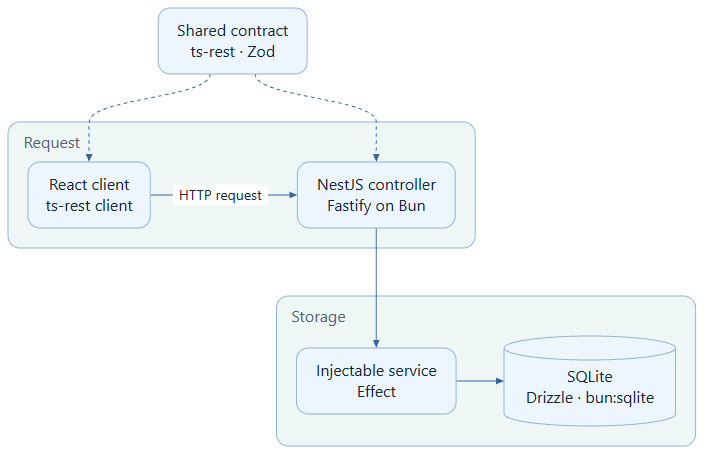 Shared contract
ts-rest · Zod
Request
React client
ts-rest client
HTTP request
NestJS controller
Fastify on Bun
Storage
Injectable service
Effect
SQLite
Drizzle · bun:sqlite